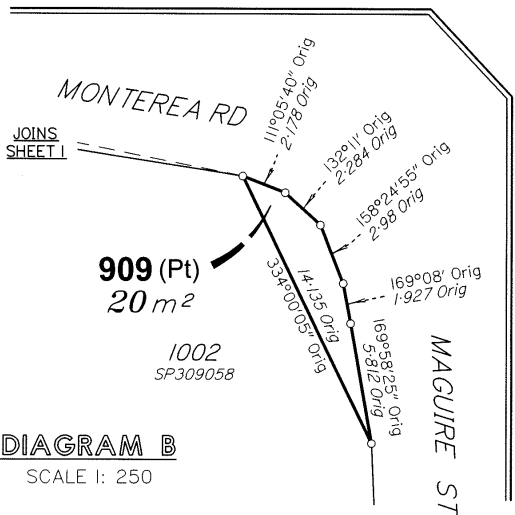 MONTEREA RD
JOINS
SHEET 1
111°05'40" Orig
2·178 Orig
132°11' Orig
2·284 Orig
158°24'55" Orig
2·98 Orig
169°08' Orig
1·927 Orig
169°58'25" Orig
5·812 Orig
14·135 Orig
334°00'05" Orig
909 (Pt)
20 m²
1002
SP309058
MAGUIRE ST
DIAGRAM B
SCALE 1: 250